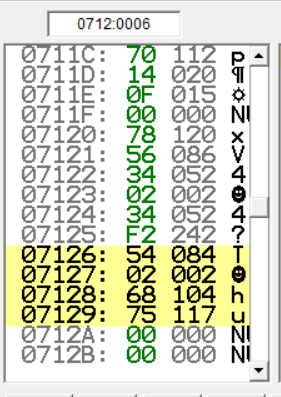 0712:0006
0711C: 70 112 p
0711D: 14 020 ¶
0711E: 0F 015 ☼
0711F: 00 000 NU
07120: 78 120 x
07121: 56 086 V
07122: 34 052 4
07123: 02 002 ☻
07124: 34 052 4
07125: F2 242 ?
07126: 54 084 T
07127: 02 002 ☻
07128: 68 104 h
07129: 75 117 u
0712A: 00 000 NU
0712B: 00 000 NU